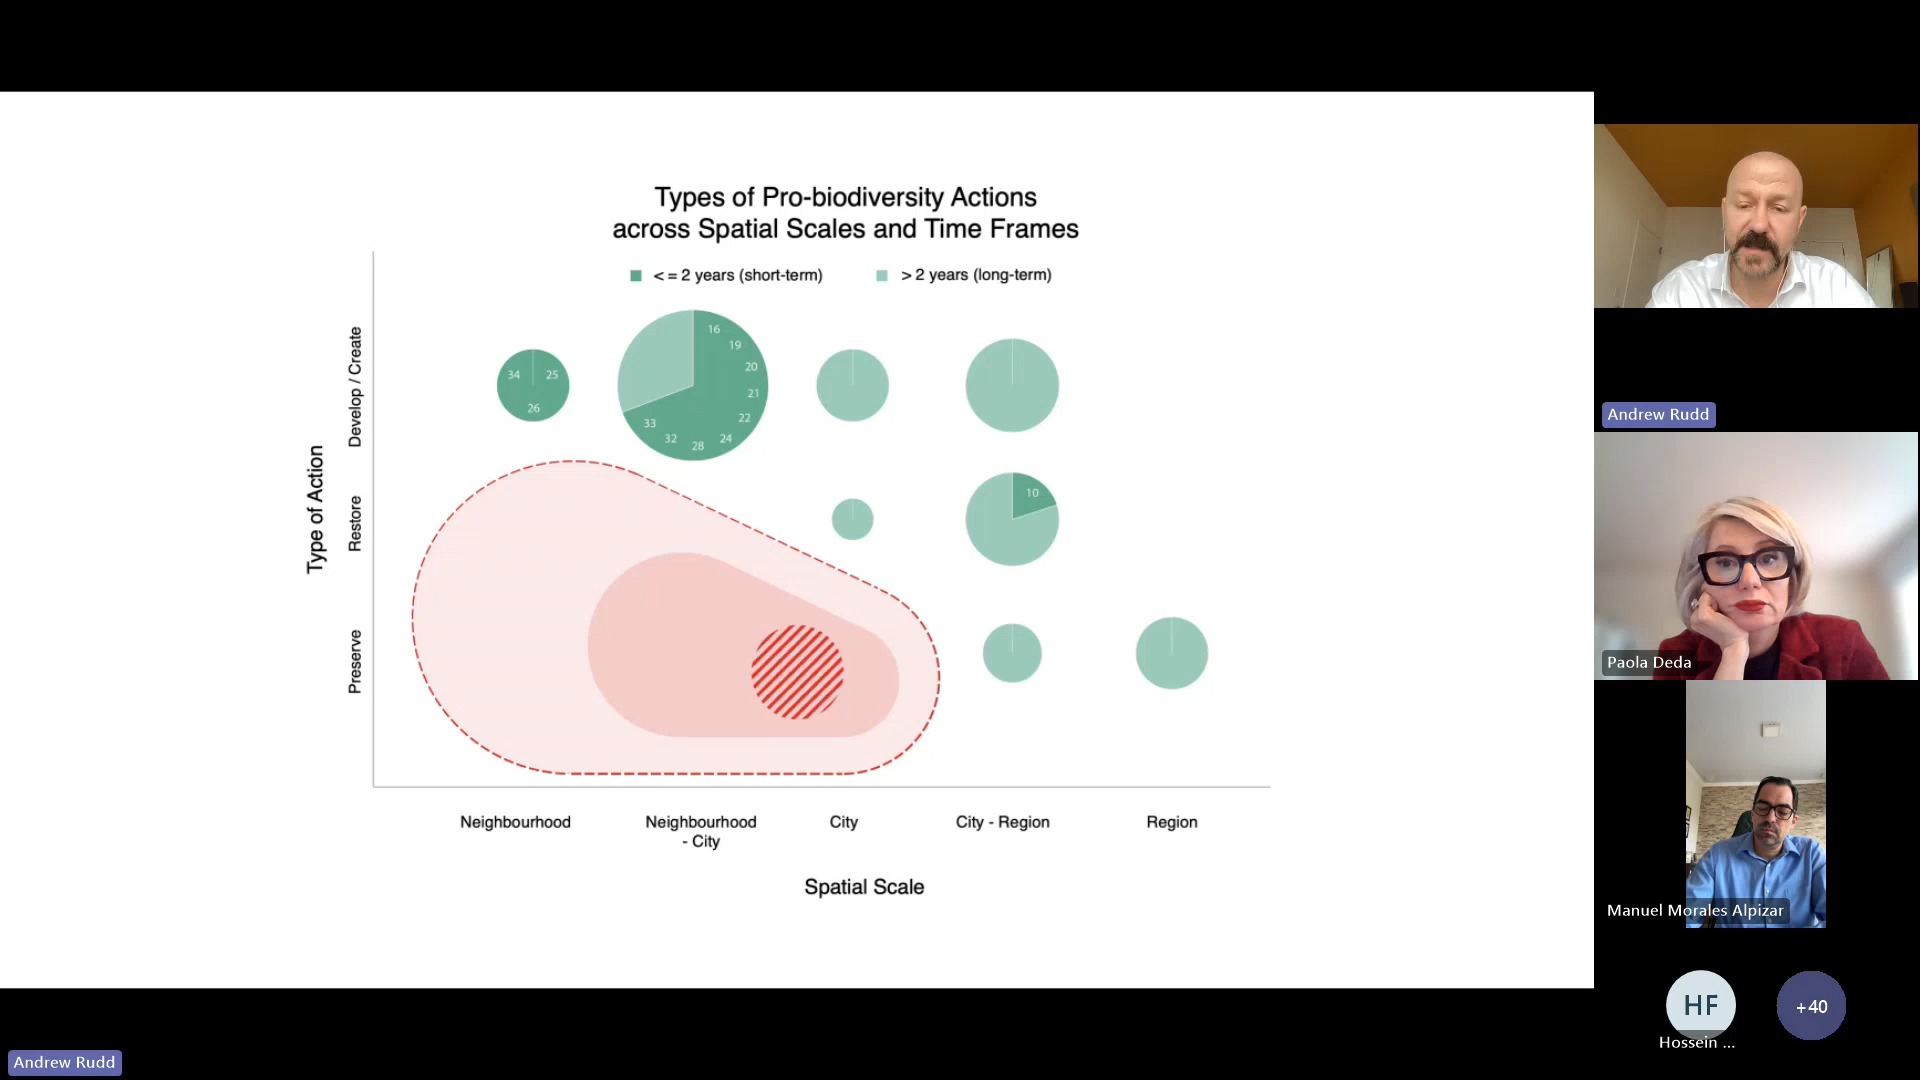 Types of Pro-biodiversity Actions
across Spatial Scales and Time Frames
< = 2 years (short-term)
> 2 years (long-term)
Type of Action
Develop / Create
Restore
Preserve
34
25
26
16
19
20
21
22
24
28
32
33
10
Neighbourhood
Neighbourhood
- City
City
City - Region
Region
Spatial Scale
Andrew Rudd
Paola Deda
Manuel Morales Alpizar
HF
Hossein ...
+40
Andrew Rudd